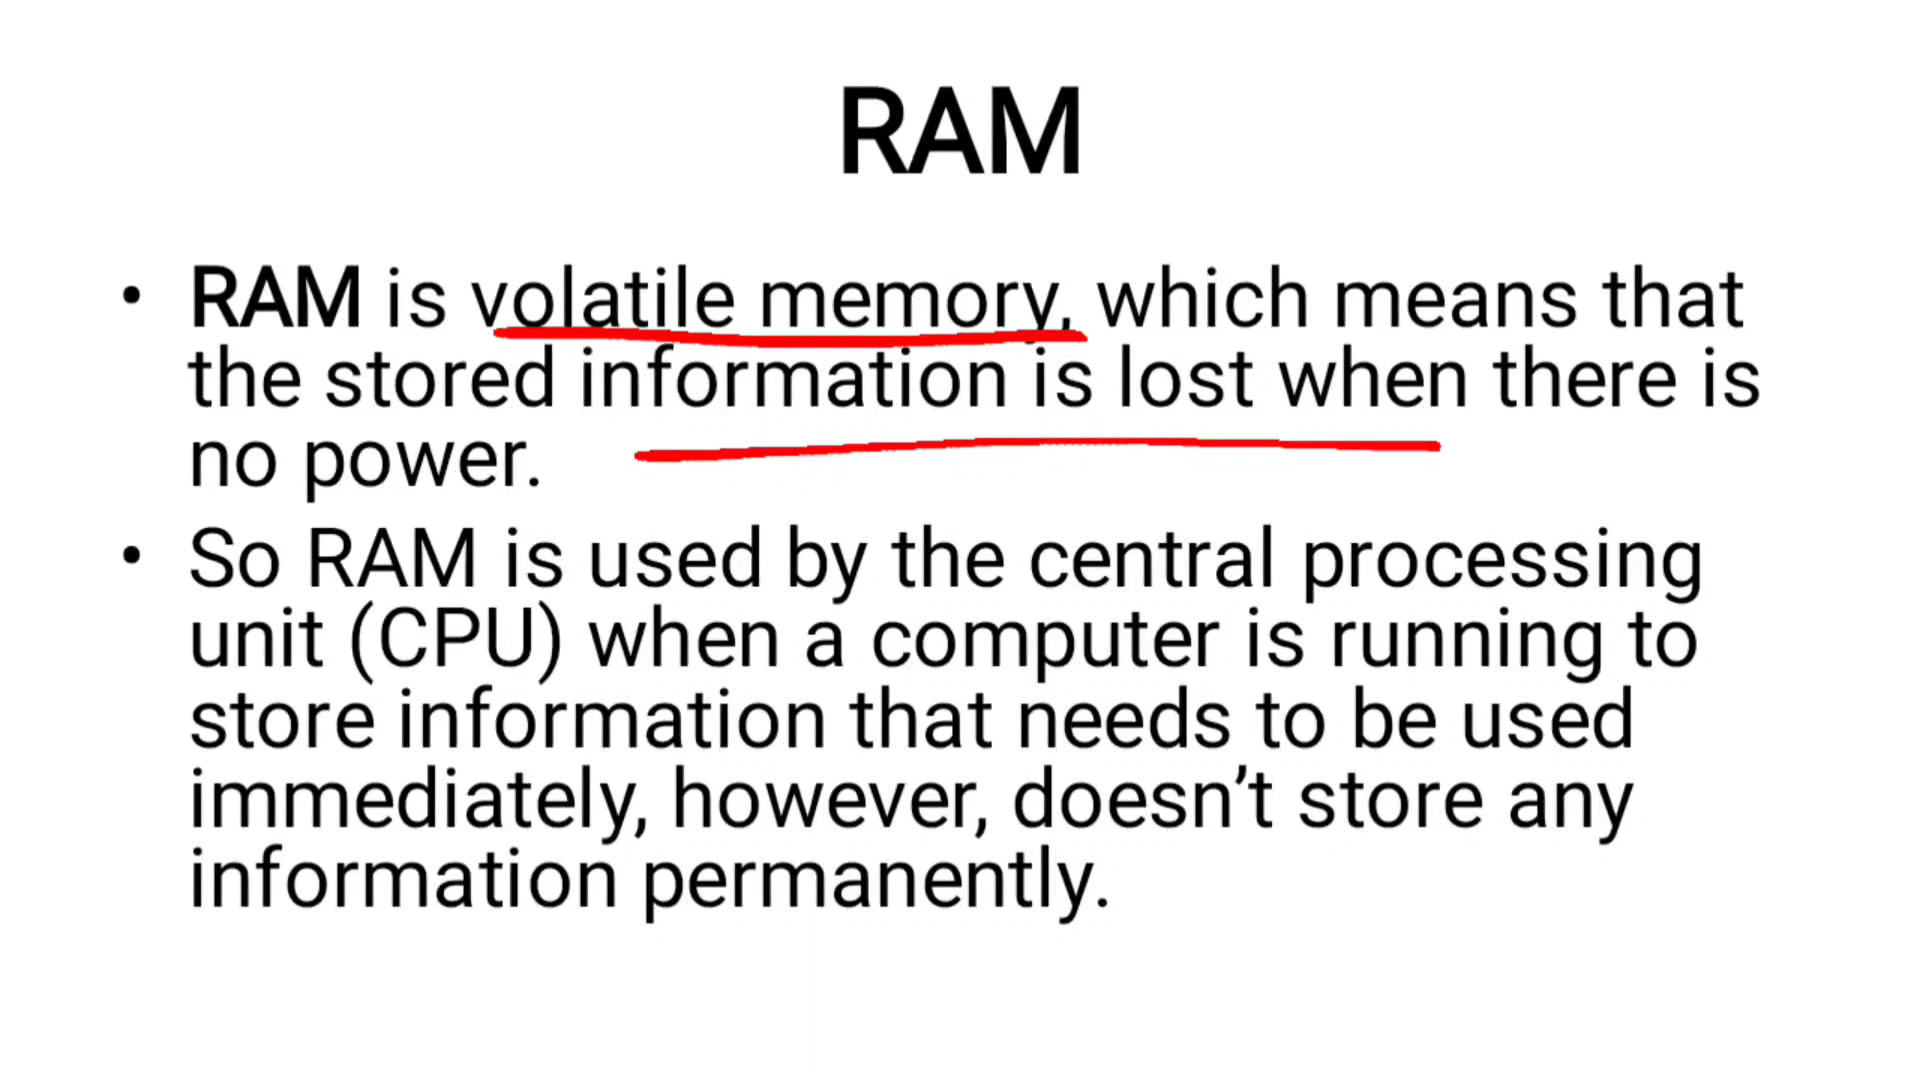 RAM
• RAM is volatile memory, which means that
the stored information is lost when there is
no power.
• So RAM is used by the central processing
unit (CPU) when a computer is running to
store information that needs to be used
immediately, however, doesn’t store any
information permanently.